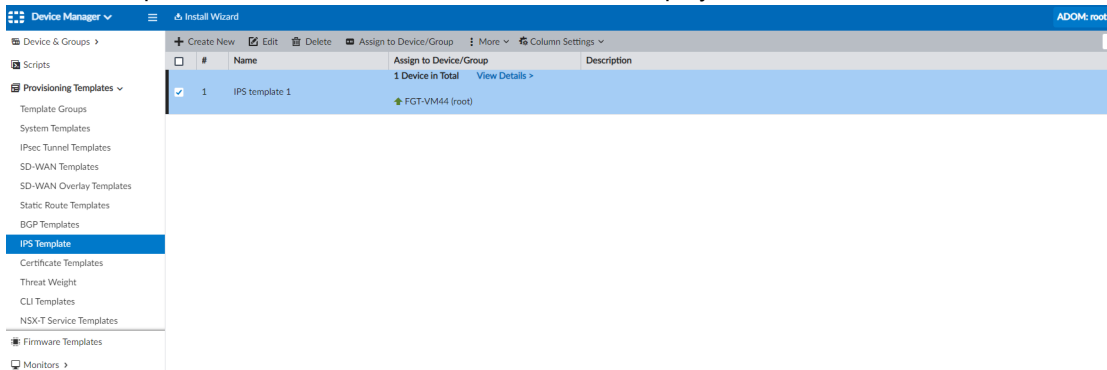 Device Manager
Install Wizard
ADOM: root
Device & Groups
Create New Edit Delete Assign to Device/Group More Column Settings
Scripts
# Name Assign to Device/Group Description
Provisioning Templates
1 IPS template 1 1 Device in Total View Details >
FGT-VM44 (root)
Template Groups
System Templates
IPsec Tunnel Templates
SD-WAN Templates
SD-WAN Overlay Templates
Static Route Templates
BGP Templates
IPS Template
Certificate Templates
Threat Weight
CLI Templates
NSX-T Service Templates
Firmware Templates
Monitors